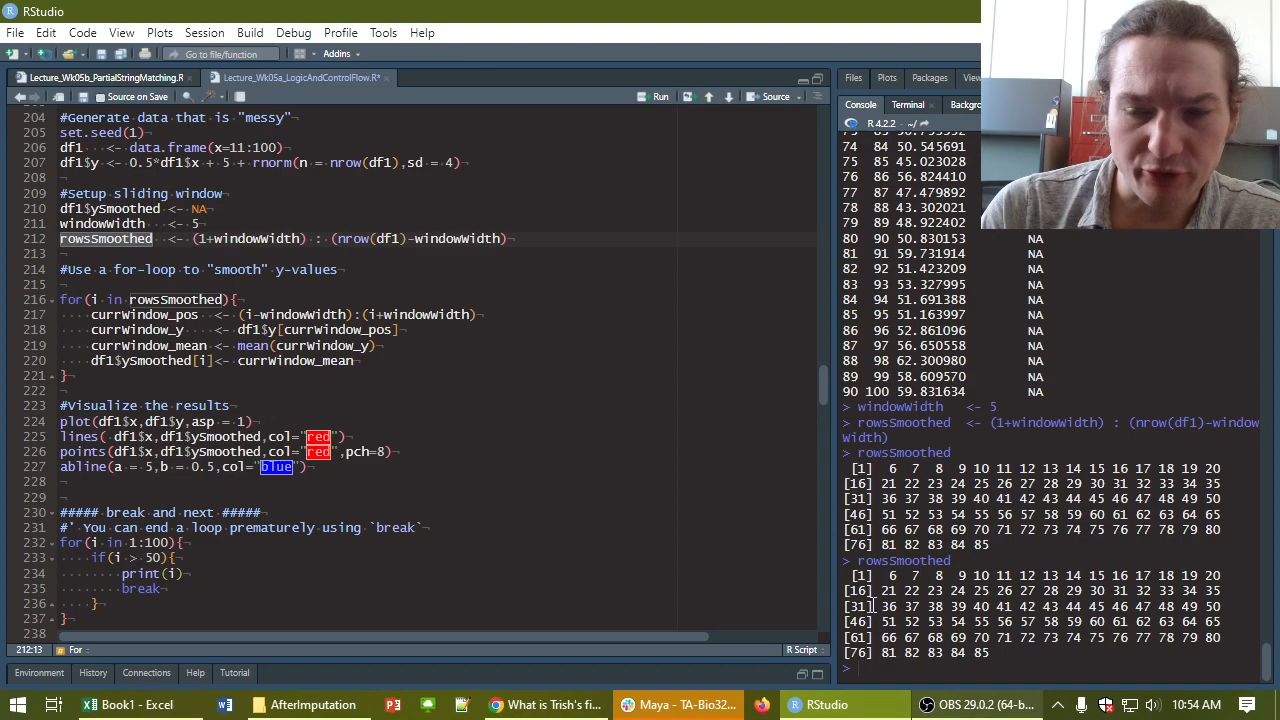 RStudio
File Edit Code View Plots Session Build Debug Profile Tools Help
Go to file/function Addins
Lecture_Wk05b_PartialStringMatching.R Lecture_Wk05a_LogicAndControlFlow.R*
Source on Save Run Source
204 #Generate data that is "messy"
205 set.seed(1)
206 df1 <- data.frame(x=11:100)
207 df1$y <- 0.5*df1$x + 5 + rnorm(n = nrow(df1),sd = 4)
208
209 #Setup sliding window
210 df1$ySmoothed <- NA
211 windowWidth <- 5
212 rowsSmoothed <- (1+windowWidth) : (nrow(df1)-windowWidth)
213
214 #Use a for-loop to "smooth" y-values
215
216 for(i in rowsSmoothed){
217 currWindow_pos <- (i-windowWidth):(i+windowWidth)
218 currWindow_y <- df1$y[currWindow_pos]
219 currWindow_mean <- mean(currWindow_y)
220 df1$ySmoothed[i]<- currWindow_mean
221 }
222
223 #Visualize the results
224 plot(df1$x,df1$y,asp = 1)
225 lines( df1$x,df1$ySmoothed,col="red")
226 points(df1$x,df1$ySmoothed,col="red",pch=8)
227 abline(a = 5,b = 0.5,col="blue")
228
229
230 ##### break and next #####
231 #' You can end a loop prematurely using `break`
232 for(i in 1:100){
233 if(i > 50){
234 print(i)
235 break
236 }
237 }
238
212:13 For R Script
Environment History Connections Help Tutorial
Files Plots Packages
Console Terminal
R 4.2.2 · ~/
74 84 50.545691
75 85 45.023028
76 86 56.824410
77 87 47.479892
78 88 43.302021
79 89 48.922402
80 90 50.830153 NA
81 91 59.731914 NA
82 92 51.423209 NA
83 93 53.327995 NA
84 94 51.691388 NA
85 95 51.163997 NA
86 96 52.861096 NA
87 97 56.650558 NA
88 98 62.300980 NA
89 99 58.609570 NA
90 100 59.831634 NA
> windowWidth <- 5
> rowsSmoothed <- (1+windowWidth) : (nrow(df1)-window
Width)
> rowsSmoothed
[1] 6 7 8 9 10 11 12 13 14 15 16 17 18 19 20
[16] 21 22 23 24 25 26 27 28 29 30 31 32 33 34 35
[31] 36 37 38 39 40 41 42 43 44 45 46 47 48 49 50
[46] 51 52 53 54 55 56 57 58 59 60 61 62 63 64 65
[61] 66 67 68 69 70 71 72 73 74 75 76 77 78 79 80
[76] 81 82 83 84 85
> rowsSmoothed
[1] 6 7 8 9 10 11 12 13 14 15 16 17 18 19 20
[16] 21 22 23 24 25 26 27 28 29 30 31 32 33 34 35
[31] 36 37 38 39 40 41 42 43 44 45 46 47 48 49 50
[46] 51 52 53 54 55 56 57 58 59 60 61 62 63 64 65
[61] 66 67 68 69 70 71 72 73 74 75 76 77 78 79 80
[76] 81 82 83 84 85
>
Book1 - Excel AfterImputation What is Trish's fi... Maya - TA-Bio32... RStudio OBS 29.0.2 (64-b... 10:54 AM